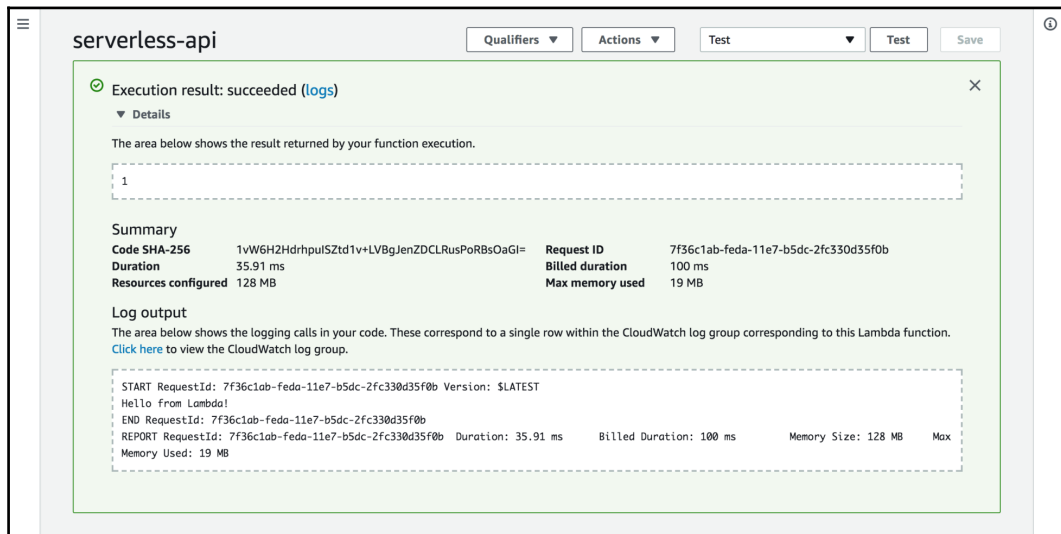 serverless-api
Qualifiers ▼ Actions ▼ Test ▼ Test Save
Execution result: succeeded (logs)
▼ Details
The area below shows the result returned by your function execution.
1
Summary
Code SHA-256 1vW6H2HdrhpuISZtd1v+LVBgJenZDCLRusPoRBsOaGI= Request ID 7f36c1ab-feda-11e7-b5dc-2fc330d35f0b
Duration 35.91 ms Billed duration 100 ms
Resources configured 128 MB Max memory used 19 MB
Log output
The area below shows the logging calls in your code. These correspond to a single row within the CloudWatch log group corresponding to this Lambda function.
Click here to view the CloudWatch log group.
START RequestId: 7f36c1ab-feda-11e7-b5dc-2fc330d35f0b Version: $LATEST
Hello from Lambda!
END RequestId: 7f36c1ab-feda-11e7-b5dc-2fc330d35f0b
REPORT RequestId: 7f36c1ab-feda-11e7-b5dc-2fc330d35f0b Duration: 35.91 ms Billed Duration: 100 ms Memory Size: 128 MB Max
Memory Used: 19 MB